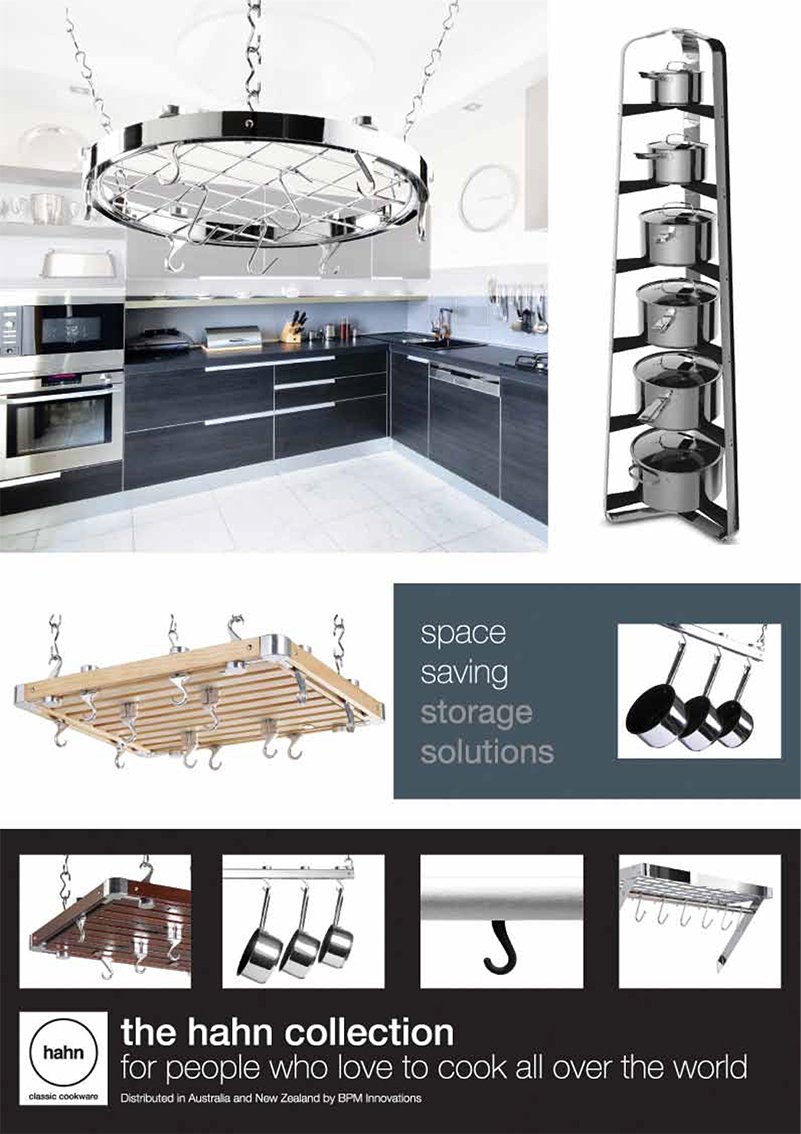 space
saving
storage
solutions
hahn
classic cookware
the hahn collection
for people who love to cook all over the world
Distributed in Australia and New Zealand by BPM Innovations